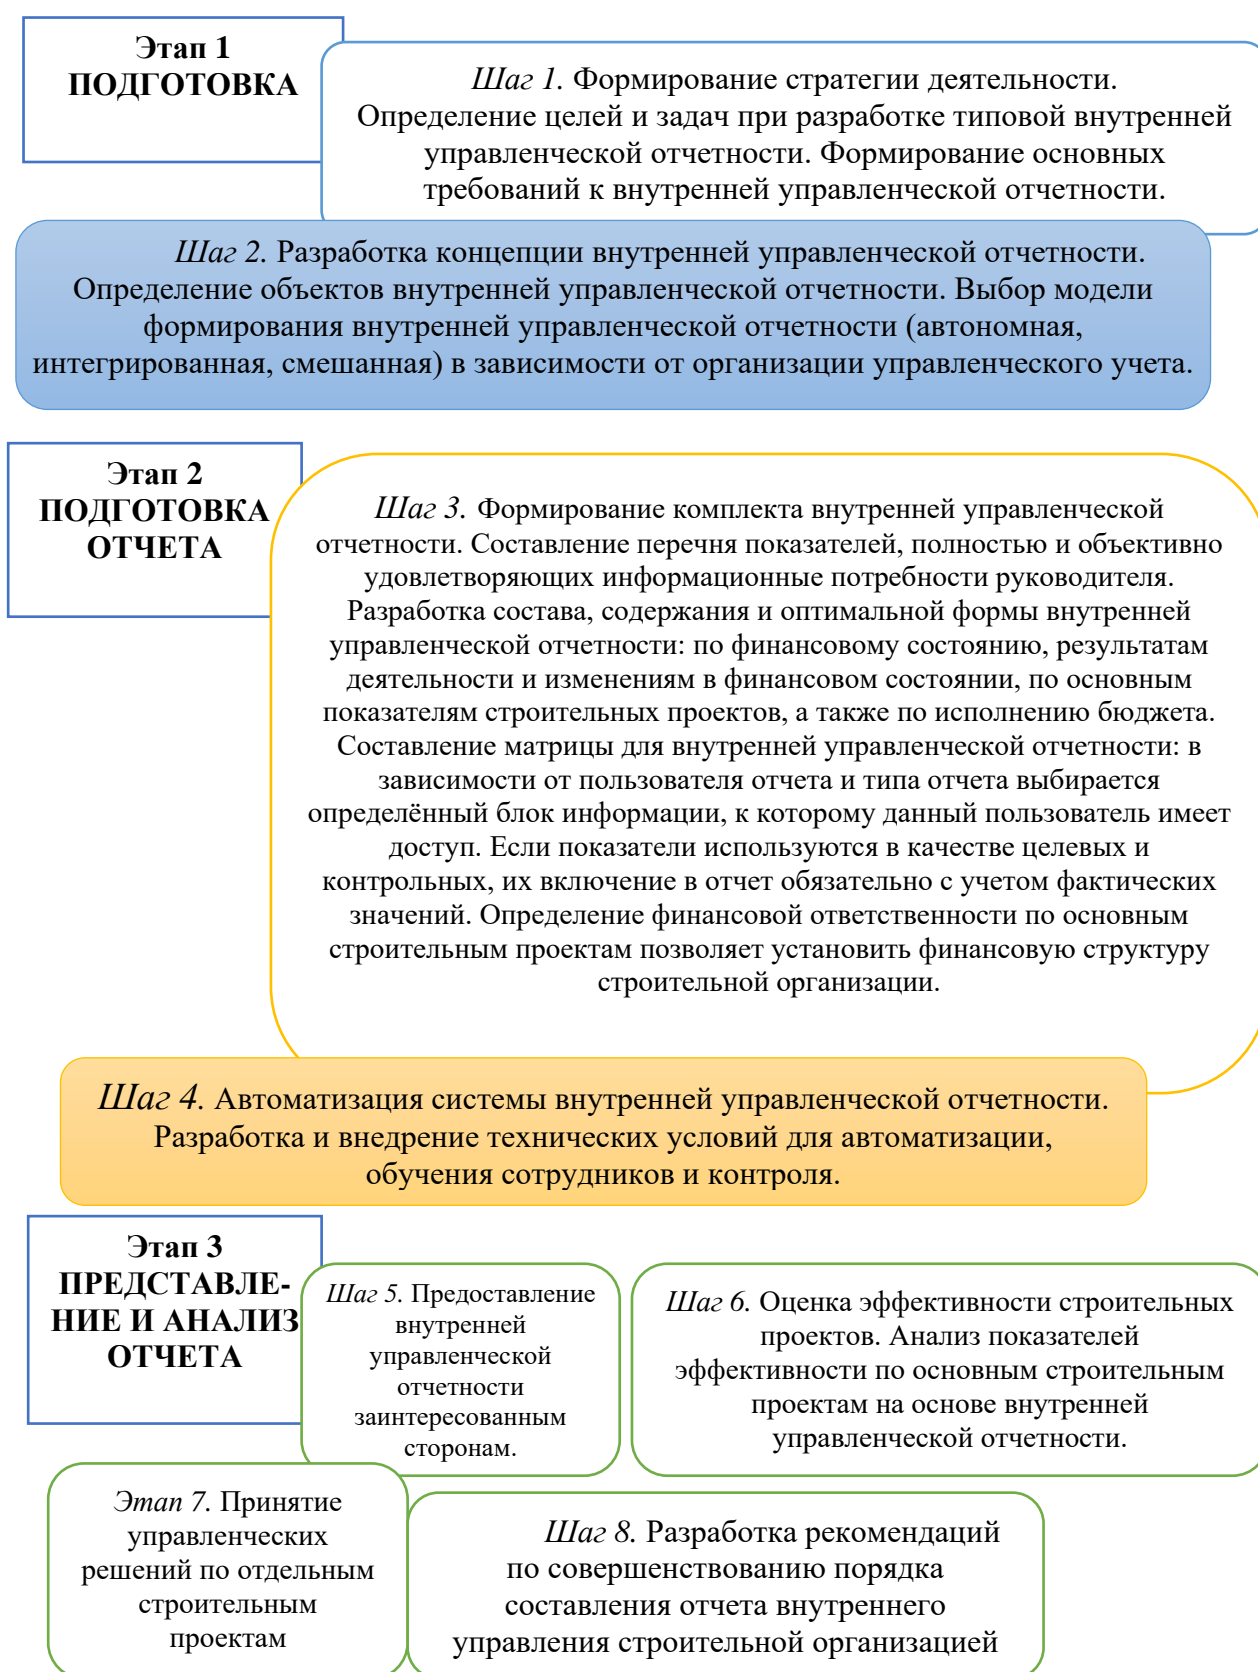 Этап 1
ПОДГОТОВКА
Шаг 1. Формирование стратегии деятельности.
Определение целей и задач при разработке типовой внутренней
управленческой отчетности. Формирование основных
требований к внутренней управленческой отчетности.
Шаг 2. Разработка концепции внутренней управленческой отчетности.
Определение объектов внутренней управленческой отчетности. Выбор модели
формирования внутренней управленческой отчетности (автономная,
интегрированная, смешанная) в зависимости от организации управленческого учета.
Этап 2
ПОДГОТОВКА
ОТЧЕТА
Шаг 3. Формирование комплекта внутренней управленческой
отчетности. Составление перечня показателей, полностью и объективно
удовлетворяющих информационные потребности руководителя.
Разработка состава, содержания и оптимальной формы внутренней
управленческой отчетности: по финансовому состоянию, результатам
деятельности и изменениям в финансовом состоянии, по основным
показателям строительных проектов, а также по исполнению бюджета.
Составление матрицы для внутренней управленческой отчетности: в
зависимости от пользователя отчета и типа отчета выбирается
определённый блок информации, к которому данный пользователь имеет
доступ. Если показатели используются в качестве целевых и
контрольных, их включение в отчет обязательно с учетом фактических
значений. Определение финансовой ответственности по основным
строительным проектам позволяет установить финансовую структуру
строительной организации.
Шаг 4. Автоматизация системы внутренней управленческой отчетности.
Разработка и внедрение технических условий для автоматизации,
обучения сотрудников и контроля.
Этап 3
ПРЕДСТАВЛЕ-
НИЕ И АНАЛИЗ
ОТЧЕТА
Шаг 5. Предоставление
внутренней
управленческой
отчетности
заинтересованным
сторонам.
Шаг 6. Оценка эффективности строительных
проектов. Анализ показателей
эффективности по основным строительным
проектам на основе внутренней
управленческой отчетности.
Этап 7. Принятие
управленческих
решений по отдельным
строительным
проектам
Шаг 8. Разработка рекомендаций
по совершенствованию порядка
составления отчета внутреннего
управления строительной организацией